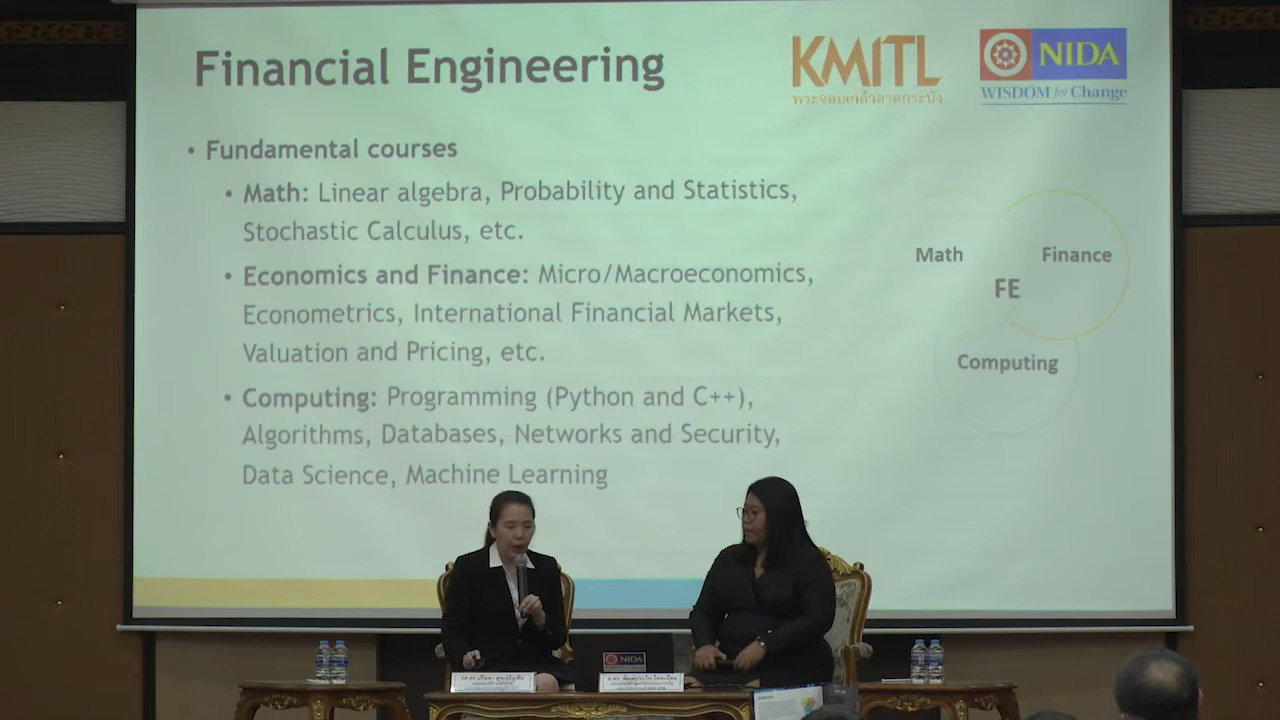 Financial Engineering
KMITL
พระจอมเกล้าลาดกระบัง
NIDA
WISDOM for Change
• Fundamental courses
• Math: Linear algebra, Probability and Statistics,
Stochastic Calculus, etc.
• Economics and Finance: Micro/Macroeconomics,
Econometrics, International Financial Markets,
Valuation and Pricing, etc.
• Computing: Programming (Python and C++),
Algorithms, Databases, Networks and Security,
Data Science, Machine Learning
Math
Finance
FE
Computing
NIDA